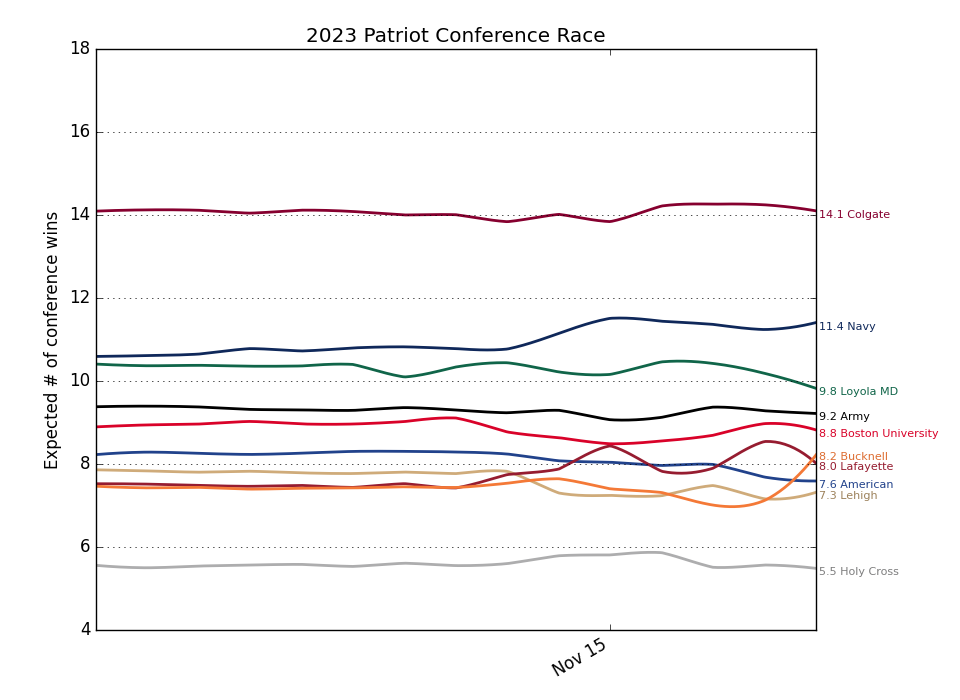 2023 Patriot Conference Race
Expected # of conference wins
18
16
14
12
10
8
6
4
Nov 15
14.1 Colgate
11.4 Navy
9.8 Loyola MD
9.2 Army
8.8 Boston University
8.2 Bucknell
8.0 Lafayette
7.6 American
7.3 Lehigh
5.5 Holy Cross